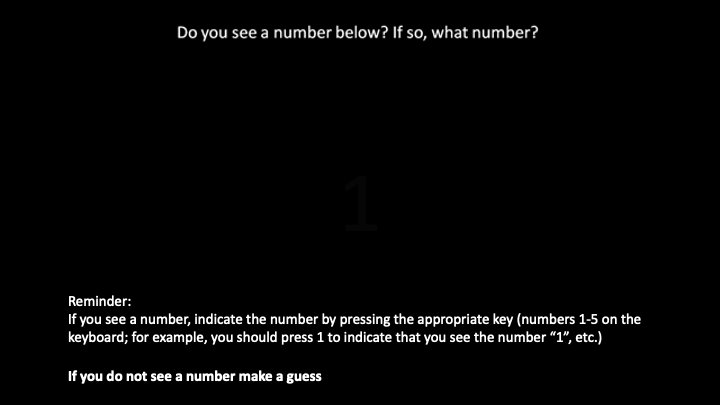 Do you see a number below? If so, what number?
1
Reminder:
If you see a number, indicate the number by pressing the appropriate key (numbers 1-5 on the
keyboard; for example, you should press 1 to indicate that you see the number “1”, etc.)
If you do not see a number make a guess